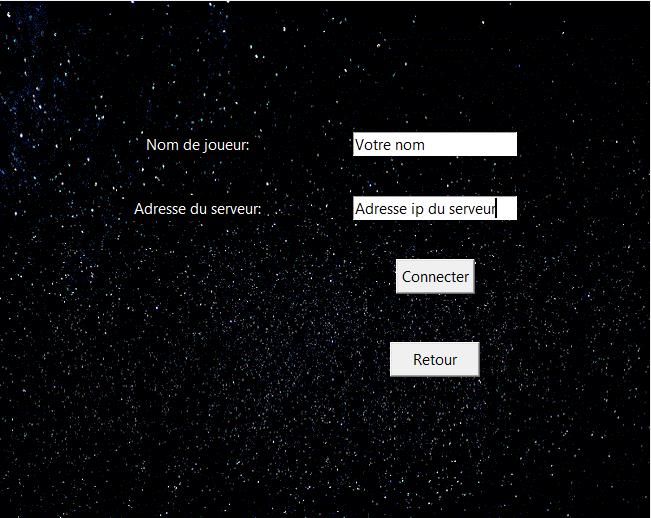 Nom de joueur: Votre nom
Adresse du serveur: Adresse ip du serveur
Connecter
Retour